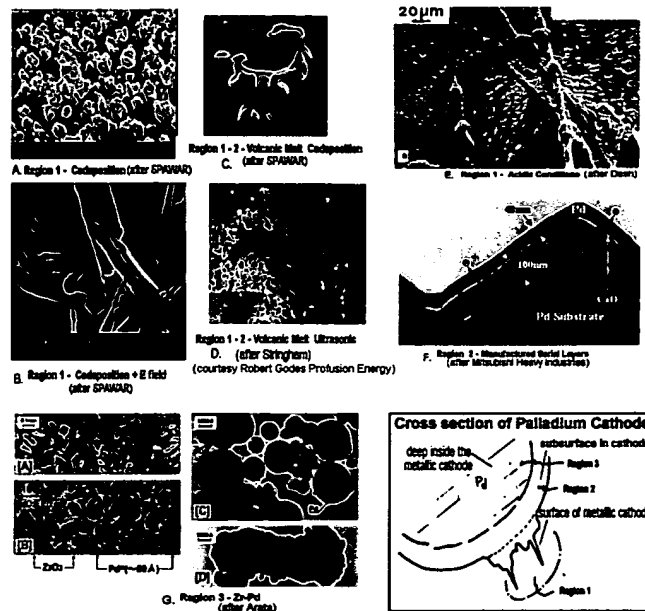 20μm
A. Region 1 - Codeposition (after SPAWAR)
Region 1 - 2 - Volcanic Melt Codeposition
C. (after SPAWAR)
E. Region 1 - Acidic Conditions (after Dash)
B. Region 1 - Codeposition + E field
(after SPAWAR)
Region 1 - 2 - Volcanic Melt Ultrasonic
D. (after Stringham)
(courtesy Robert Godes Profusion Energy)
Pd
100nm
CaO
Pd Substrate
F. Region 2 - Manufactured Serial Layers
(after Mitsubishi Heavy Industries)
[A]
[B]
[C]
[D]
ZrO₂
G. Region 3 - Zr-Pd
(after Arata)
Cross section of Palladium Cathode
deep inside the
metallic cathode
subsurface in cathode
Region 3
Pd
Region 2
surface of metallic cathode
Region 1